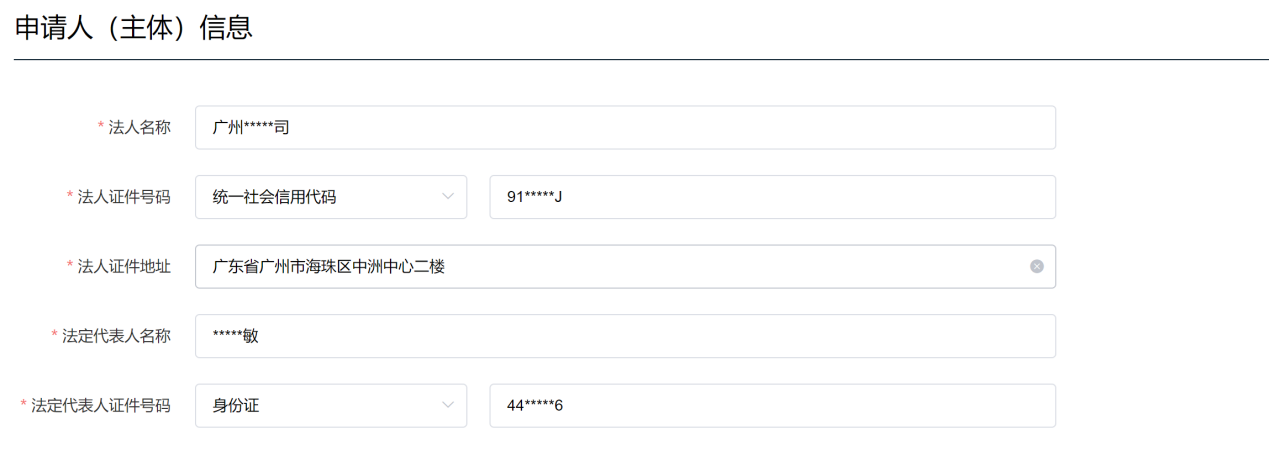 申请人（主体）信息
* 法人名称 广州*****司
* 法人证件号码 统一社会信用代码 91*****J
* 法人证件地址 广东省广州市海珠区中洲中心二楼
* 法定代表人名称 *****敏
* 法定代表人证件号码 身份证 44*****6